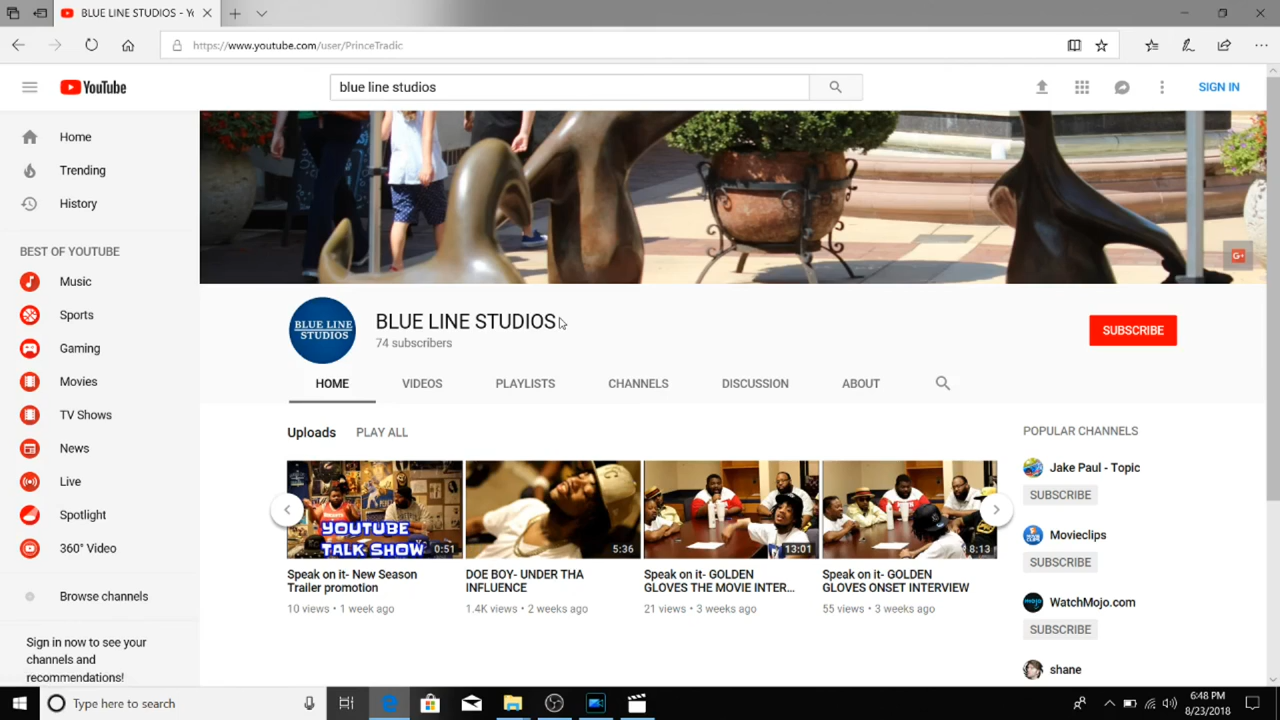 BLUE LINE STUDIOS - Yo
https://www.youtube.com/user/PrinceTradic
YouTube
blue line studios
SIGN IN
Home
Trending
History
BEST OF YOUTUBE
Music
Sports
Gaming
Movies
TV Shows
News
Live
Spotlight
360° Video
Browse channels
Sign in now to see your
channels and
recommendations!
G+
BLUE LINE
STUDIOS
BLUE LINE STUDIOS
74 subscribers
SUBSCRIBE
HOME VIDEOS PLAYLISTS CHANNELS DISCUSSION ABOUT
Uploads PLAY ALL
YOUTUBE
TALK SHOW
0:51
5:36
13:01
8:13
Speak on it- New Season
Trailer promotion
10 views • 1 week ago
DOE BOY- UNDER THA
INFLUENCE
1.4K views • 2 weeks ago
Speak on it- GOLDEN
GLOVES THE MOVIE INTER...
21 views • 3 weeks ago
Speak on it- GOLDEN
GLOVES ONSET INTERVIEW
55 views • 3 weeks ago
POPULAR CHANNELS
Jake Paul - Topic
SUBSCRIBE
Movieclips
SUBSCRIBE
WatchMojo.com
SUBSCRIBE
shane
Type here to search
6:48 PM
8/23/2018